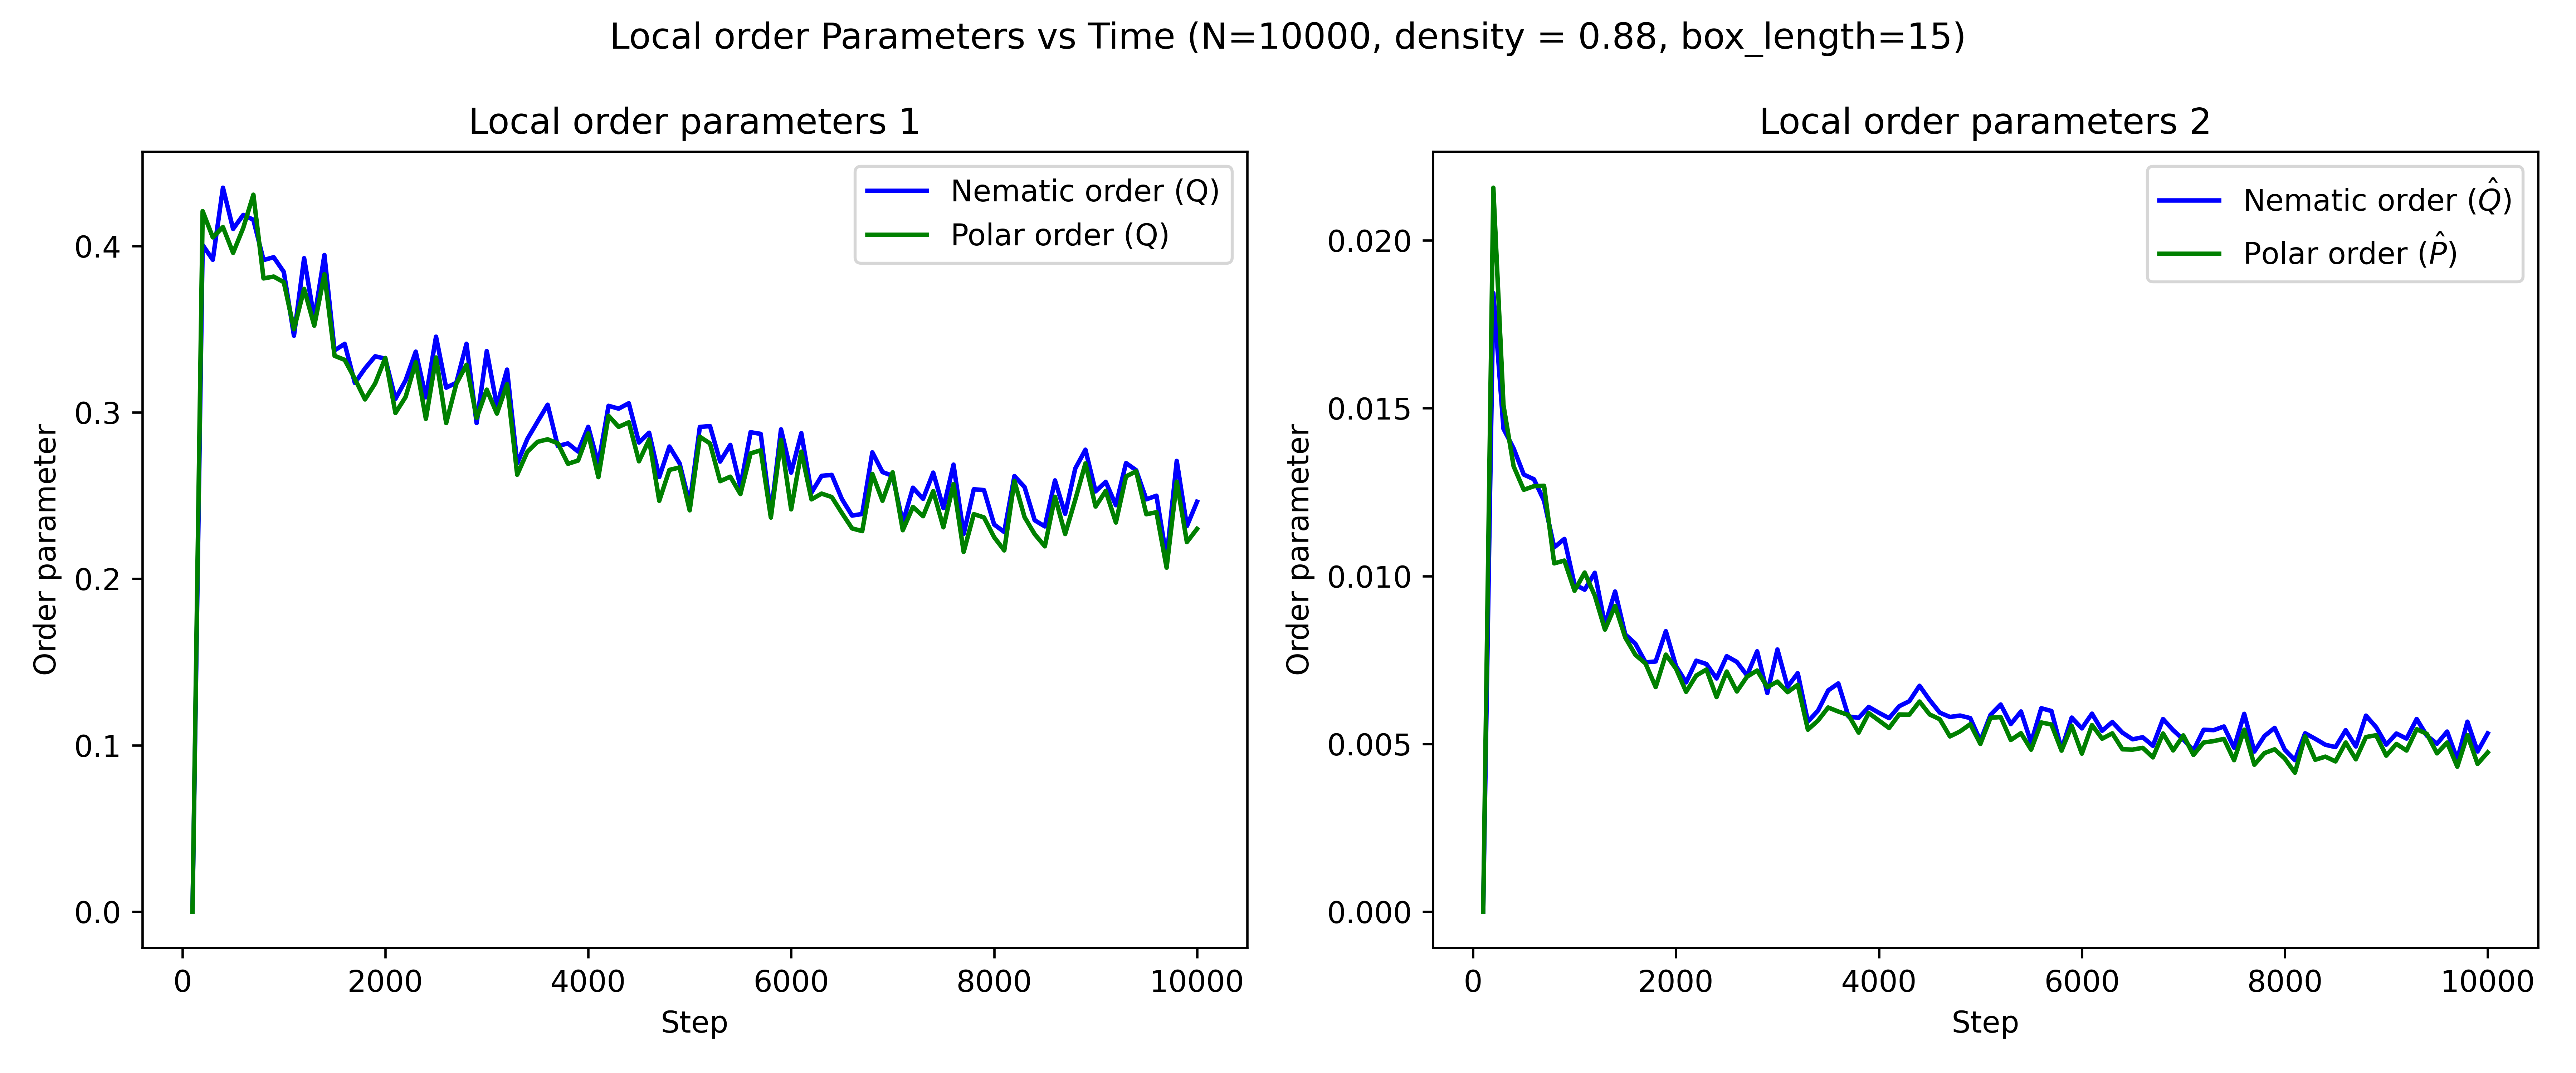 Local order Parameters vs Time (N=10000, density = 0.88, box_length=15)
Local order parameters 1
Nematic order (Q)
Polar order (Q)
Order parameter
0.4
0.3
0.2
0.1
0.0
0 2000 4000 6000 8000 10000
Step
Local order parameters 2
Nematic order (Q̂)
Polar order (P̂)
Order parameter
0.020
0.015
0.010
0.005
0.000
0 2000 4000 6000 8000 10000
Step